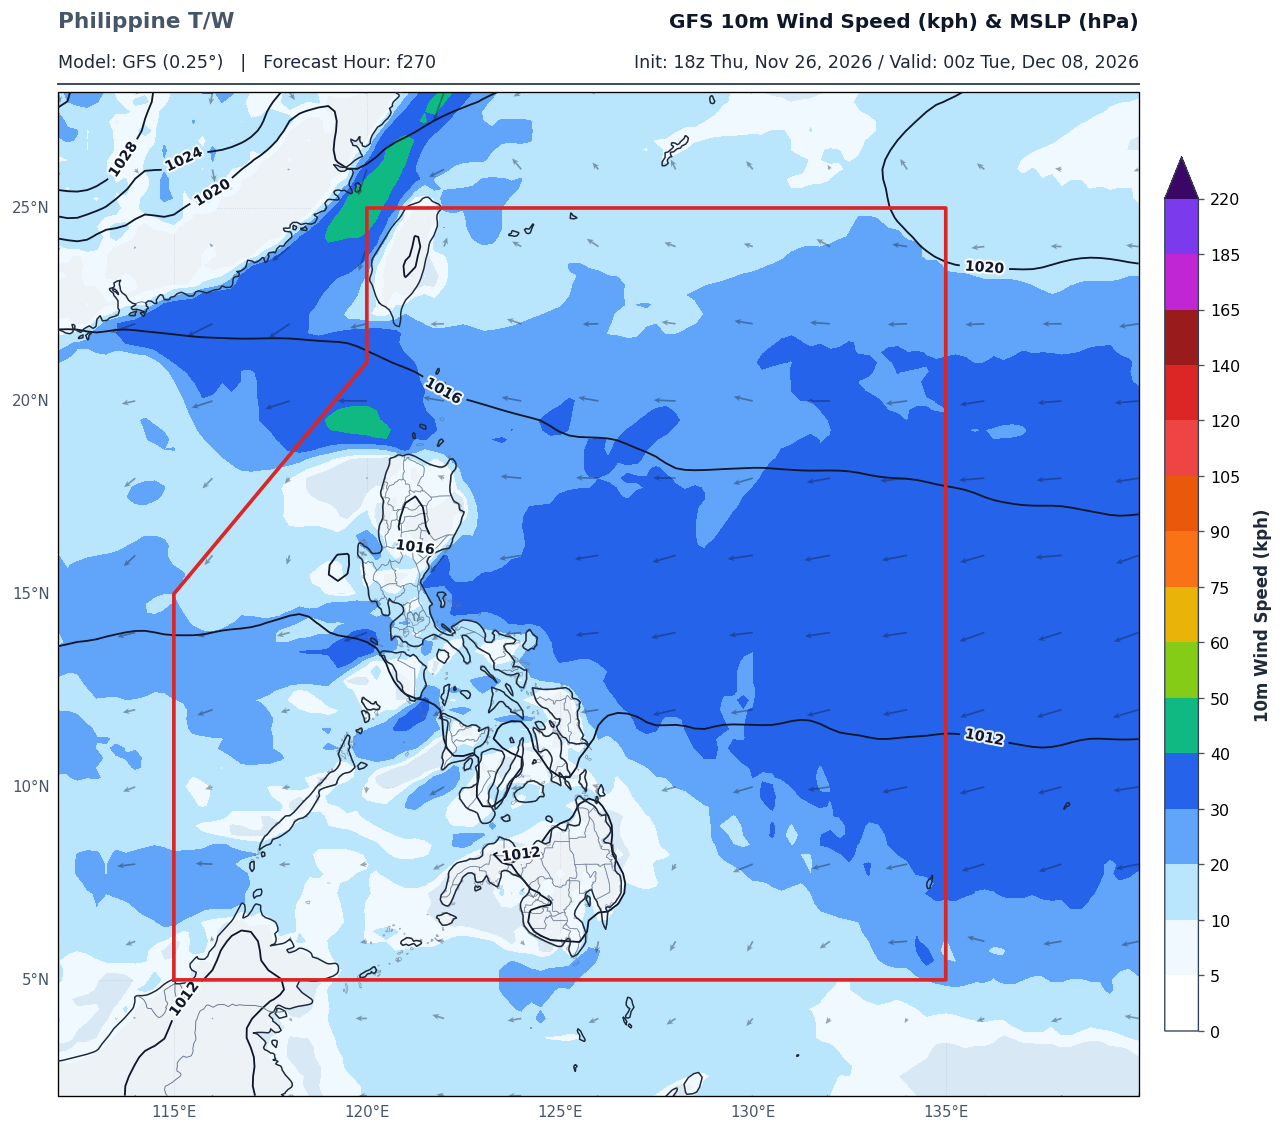 Philippine T/W
GFS 10m Wind Speed (kph) & MSLP (hPa)
Model: GFS (0.25°)   |   Forecast Hour: f270
Init: 18z Thu, Nov 26, 2026 / Valid: 00z Tue, Dec 08, 2026
1028
1024
1020
1020
1016
1016
1012
1012
1012
25°N
20°N
15°N
10°N
5°N
115°E
120°E
125°E
130°E
135°E
220
185
165
140
120
105
90
75
60
50
40
30
20
10
5
0
10m Wind Speed (kph)